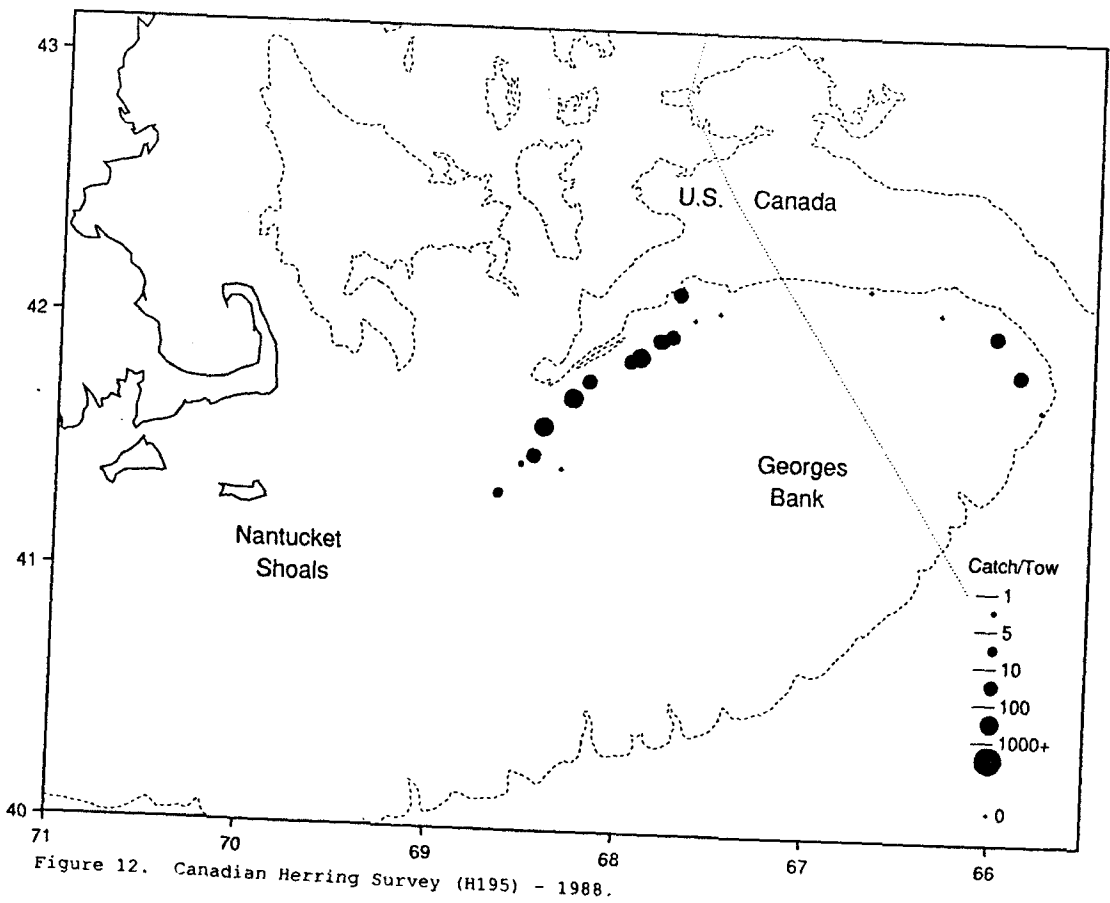 43
U.S. Canada
42
Georges
Bank
Nantucket
Shoals
41
Catch/Tow
1
5
10
100
1000+
0
40
71 70 69 68 67 66
Figure 12. Canadian Herring Survey (H195) - 1988.